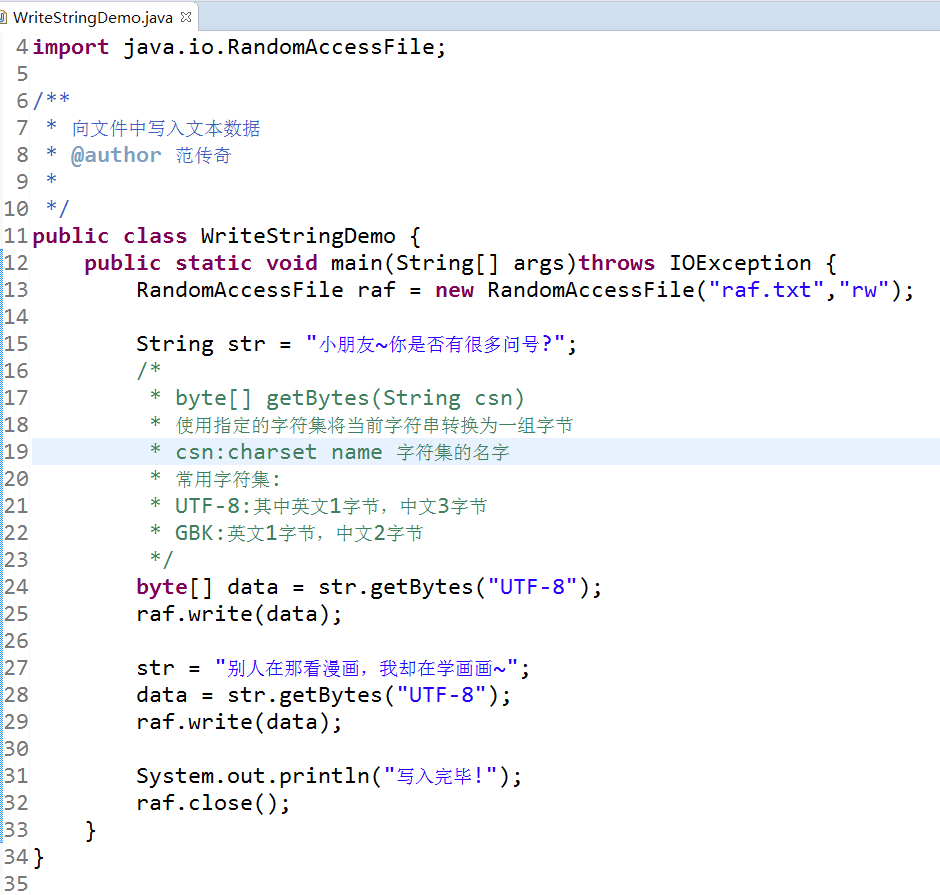 WriteStringDemo.java
4 import java.io.RandomAccessFile;
5
6 /**
7  * 向文件中写入文本数据
8  * @author 范传奇
9  *
10  */
11 public class WriteStringDemo {
12     public static void main(String[] args)throws IOException {
13         RandomAccessFile raf = new RandomAccessFile("raf.txt","rw");
14
15         String str = "小朋友~你是否有很多问号?";
16         /*
17          * byte[] getBytes(String csn)
18          * 使用指定的字符集将当前字符串转换为一组字节
19          * csn:charset name 字符集的名字
20          * 常用字符集:
21          * UTF-8:其中英文1字节，中文3字节
22          * GBK:英文1字节，中文2字节
23          */
24         byte[] data = str.getBytes("UTF-8");
25         raf.write(data);
26
27         str = "别人在那看漫画，我却在学画画~";
28         data = str.getBytes("UTF-8");
29         raf.write(data);
30
31         System.out.println("写入完毕!");
32         raf.close();
33     }
34 }
35